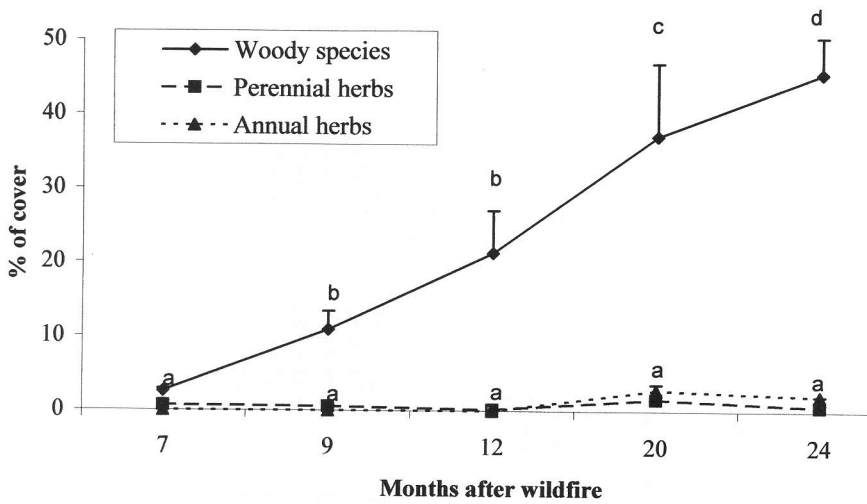 50
40
30
20
10
0
% of cover
Woody species
Perennial herbs
Annual herbs
a
b
b
c
d
a
a
a
a
7
9
12
20
24
Months after wildfire